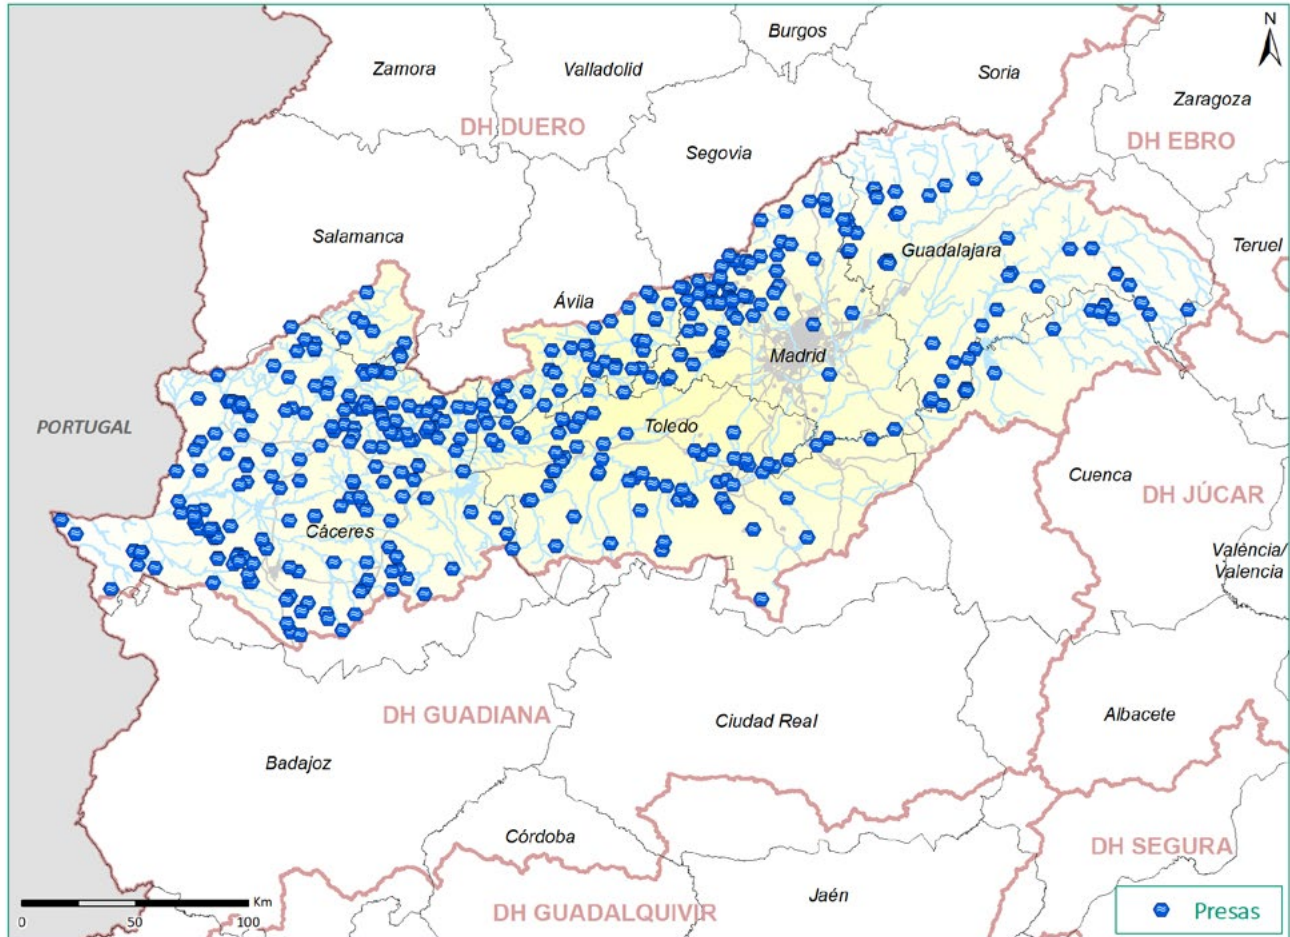 Burgos
N
Zamora
Valladolid
Soria
Zaragoza
DH DUERO
DH EBRO
Segovia
Salamanca
Teruel
Guadalajara
Ávila
Madrid
PORTUGAL
Toledo
Cuenca
DH JÚCAR
Cáceres
València/
Valencia
DH GUADIANA
Ciudad Real
Albacete
Badajoz
Córdoba
DH SEGURA
Jaén
Km
0 50 100
DH GUADALQUIVIR
Presas